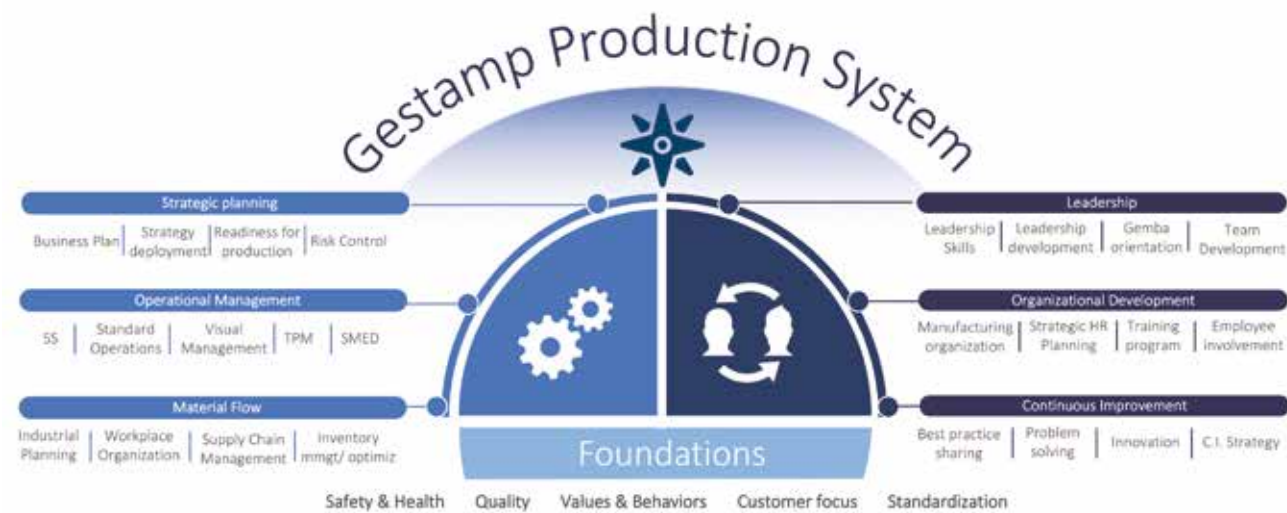 Gestamp Production System
Strategic planning
Business Plan
Strategy
deployment
Readiness for
production
Risk Control
Operational Management
5S
Standard
Operations
Visual
Management
TPM
SMED
Material Flow
Industrial
Planning
Workplace
Organization
Supply Chain
Management
Inventory
mmgt/ optimiz
Leadership
Leadership
Skills
Leadership
development
Gemba
orientation
Team
Development
Organizational Development
Manufacturing
organization
Strategic HR
Planning
Training
program
Employee
involvement
Continuous Improvement
Best practice
sharing
Problem
solving
Innovation
C.I. Strategy
Foundations
Safety & Health
Quality
Values & Behaviors
Customer focus
Standardization